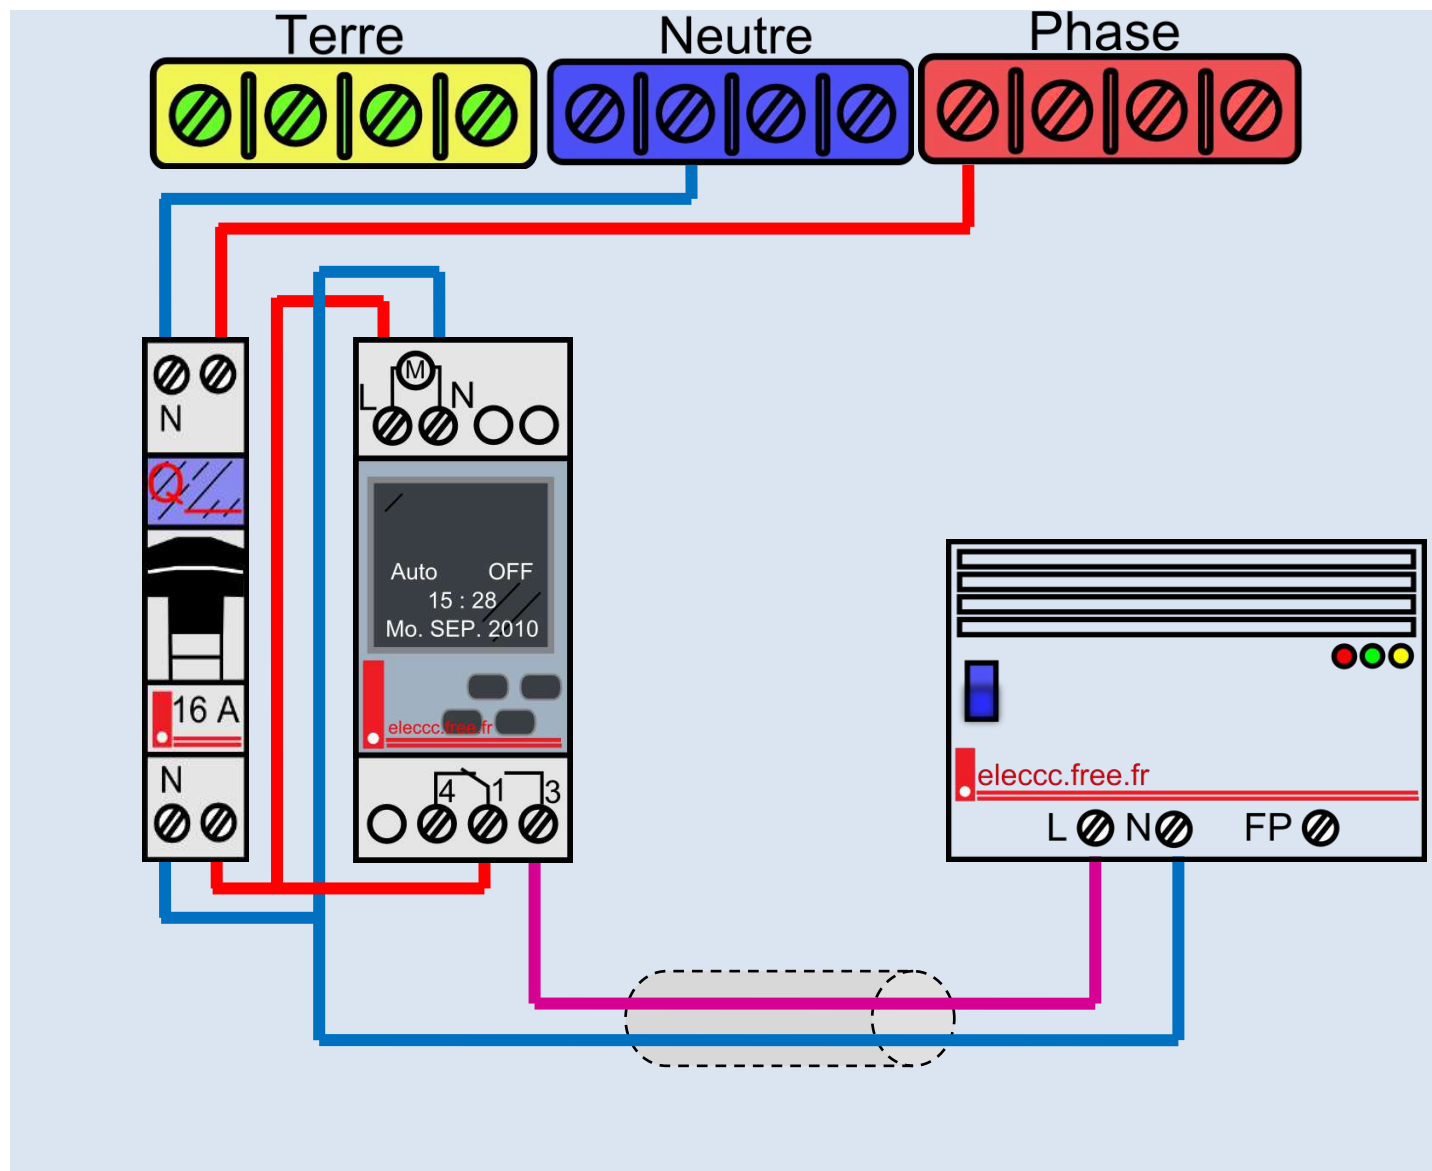 Terre Neutre Phase
M
L N
N
Q
Auto OFF
15 : 28
Mo. SEP. 2010
16 A
eleccc.free.fr
N
4 1 3
eleccc.free.fr
L N FP